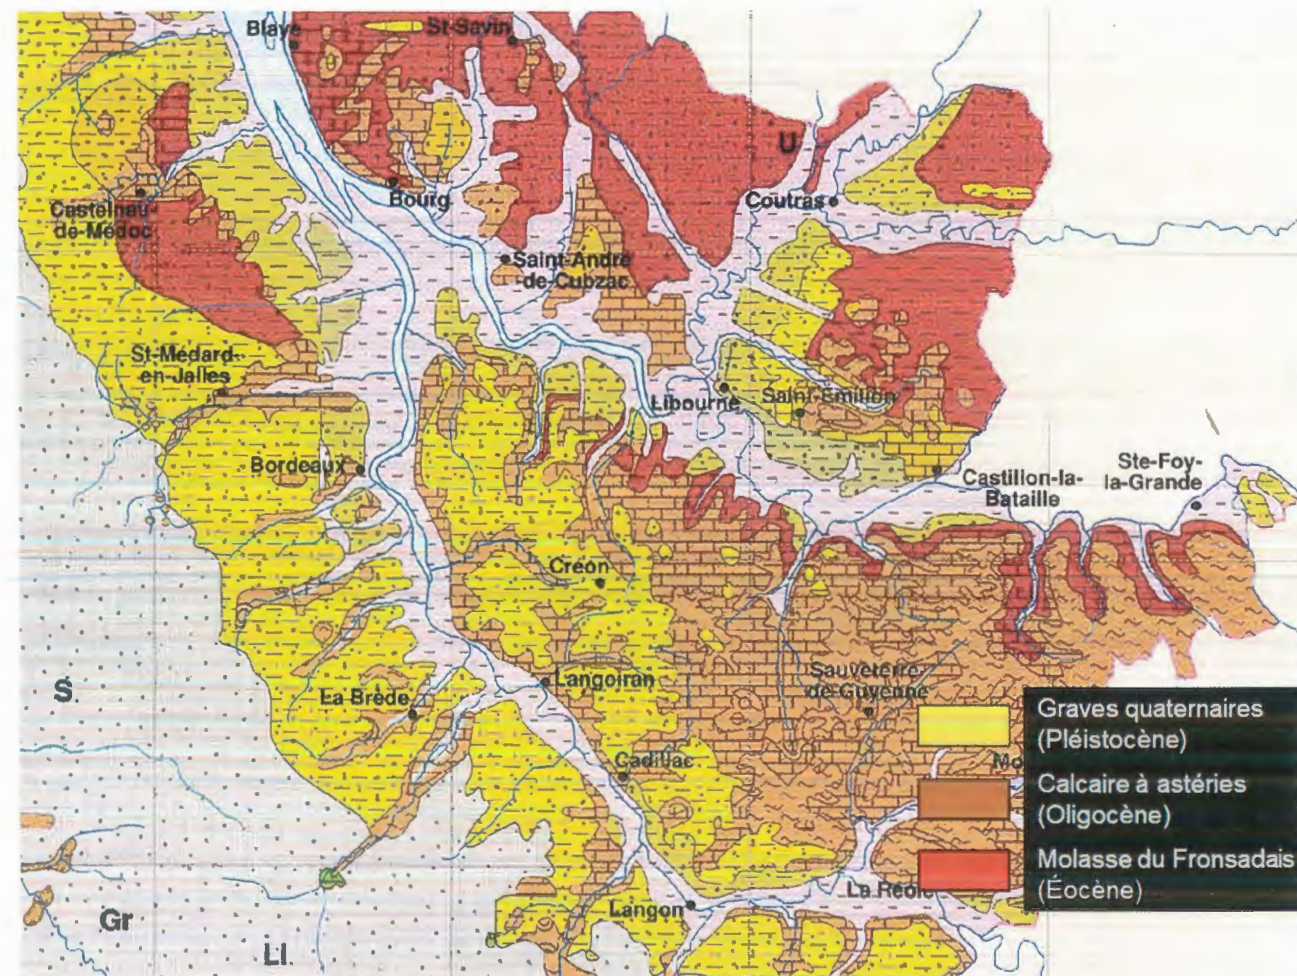 Blaye
St-Savin
U
Castelnau-
de-Médoc
Bourg
Coutras
Saint-André
-de-Cubzac
St-Médard-
en-Jalles
Libourne
Saint-Emilion
Bordeaux
Castillon-la-
Bataille
Ste-Foy-
la-Grande
Créon
S.
La Brède
Langoiran
Sauveterre-
de-Guyenne
Graves quaternaires
(Pléistocène)
Cadillac
Mo
Calcaire à astéries
(Oligocène)
Molasse du Fronsadais
(Éocène)
La Réole
Langon
Gr
LI.